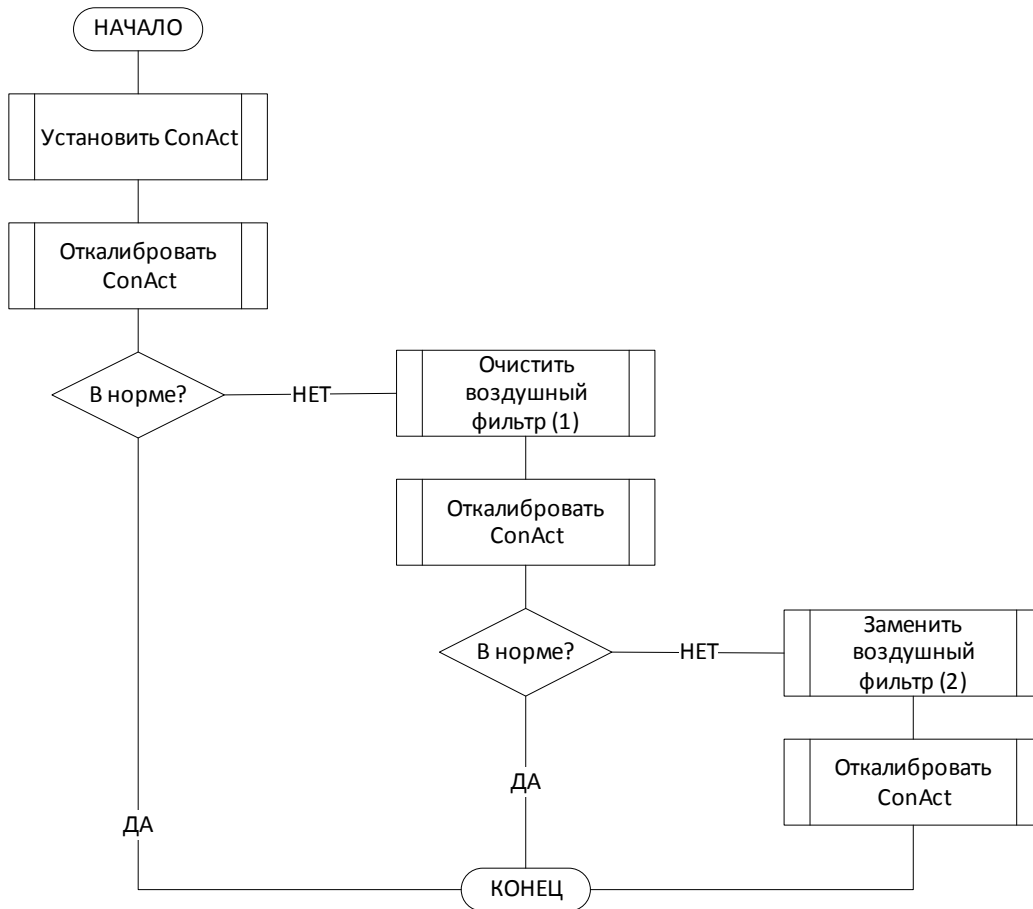 НАЧАЛО
Установить ConAct
Откалибровать
ConAct
В норме?
НЕТ
Очистить
воздушный
фильтр (1)
Откалибровать
ConAct
В норме?
НЕТ
Заменить
воздушный
фильтр (2)
Откалибровать
ConAct
ДА
ДА
КОНЕЦ